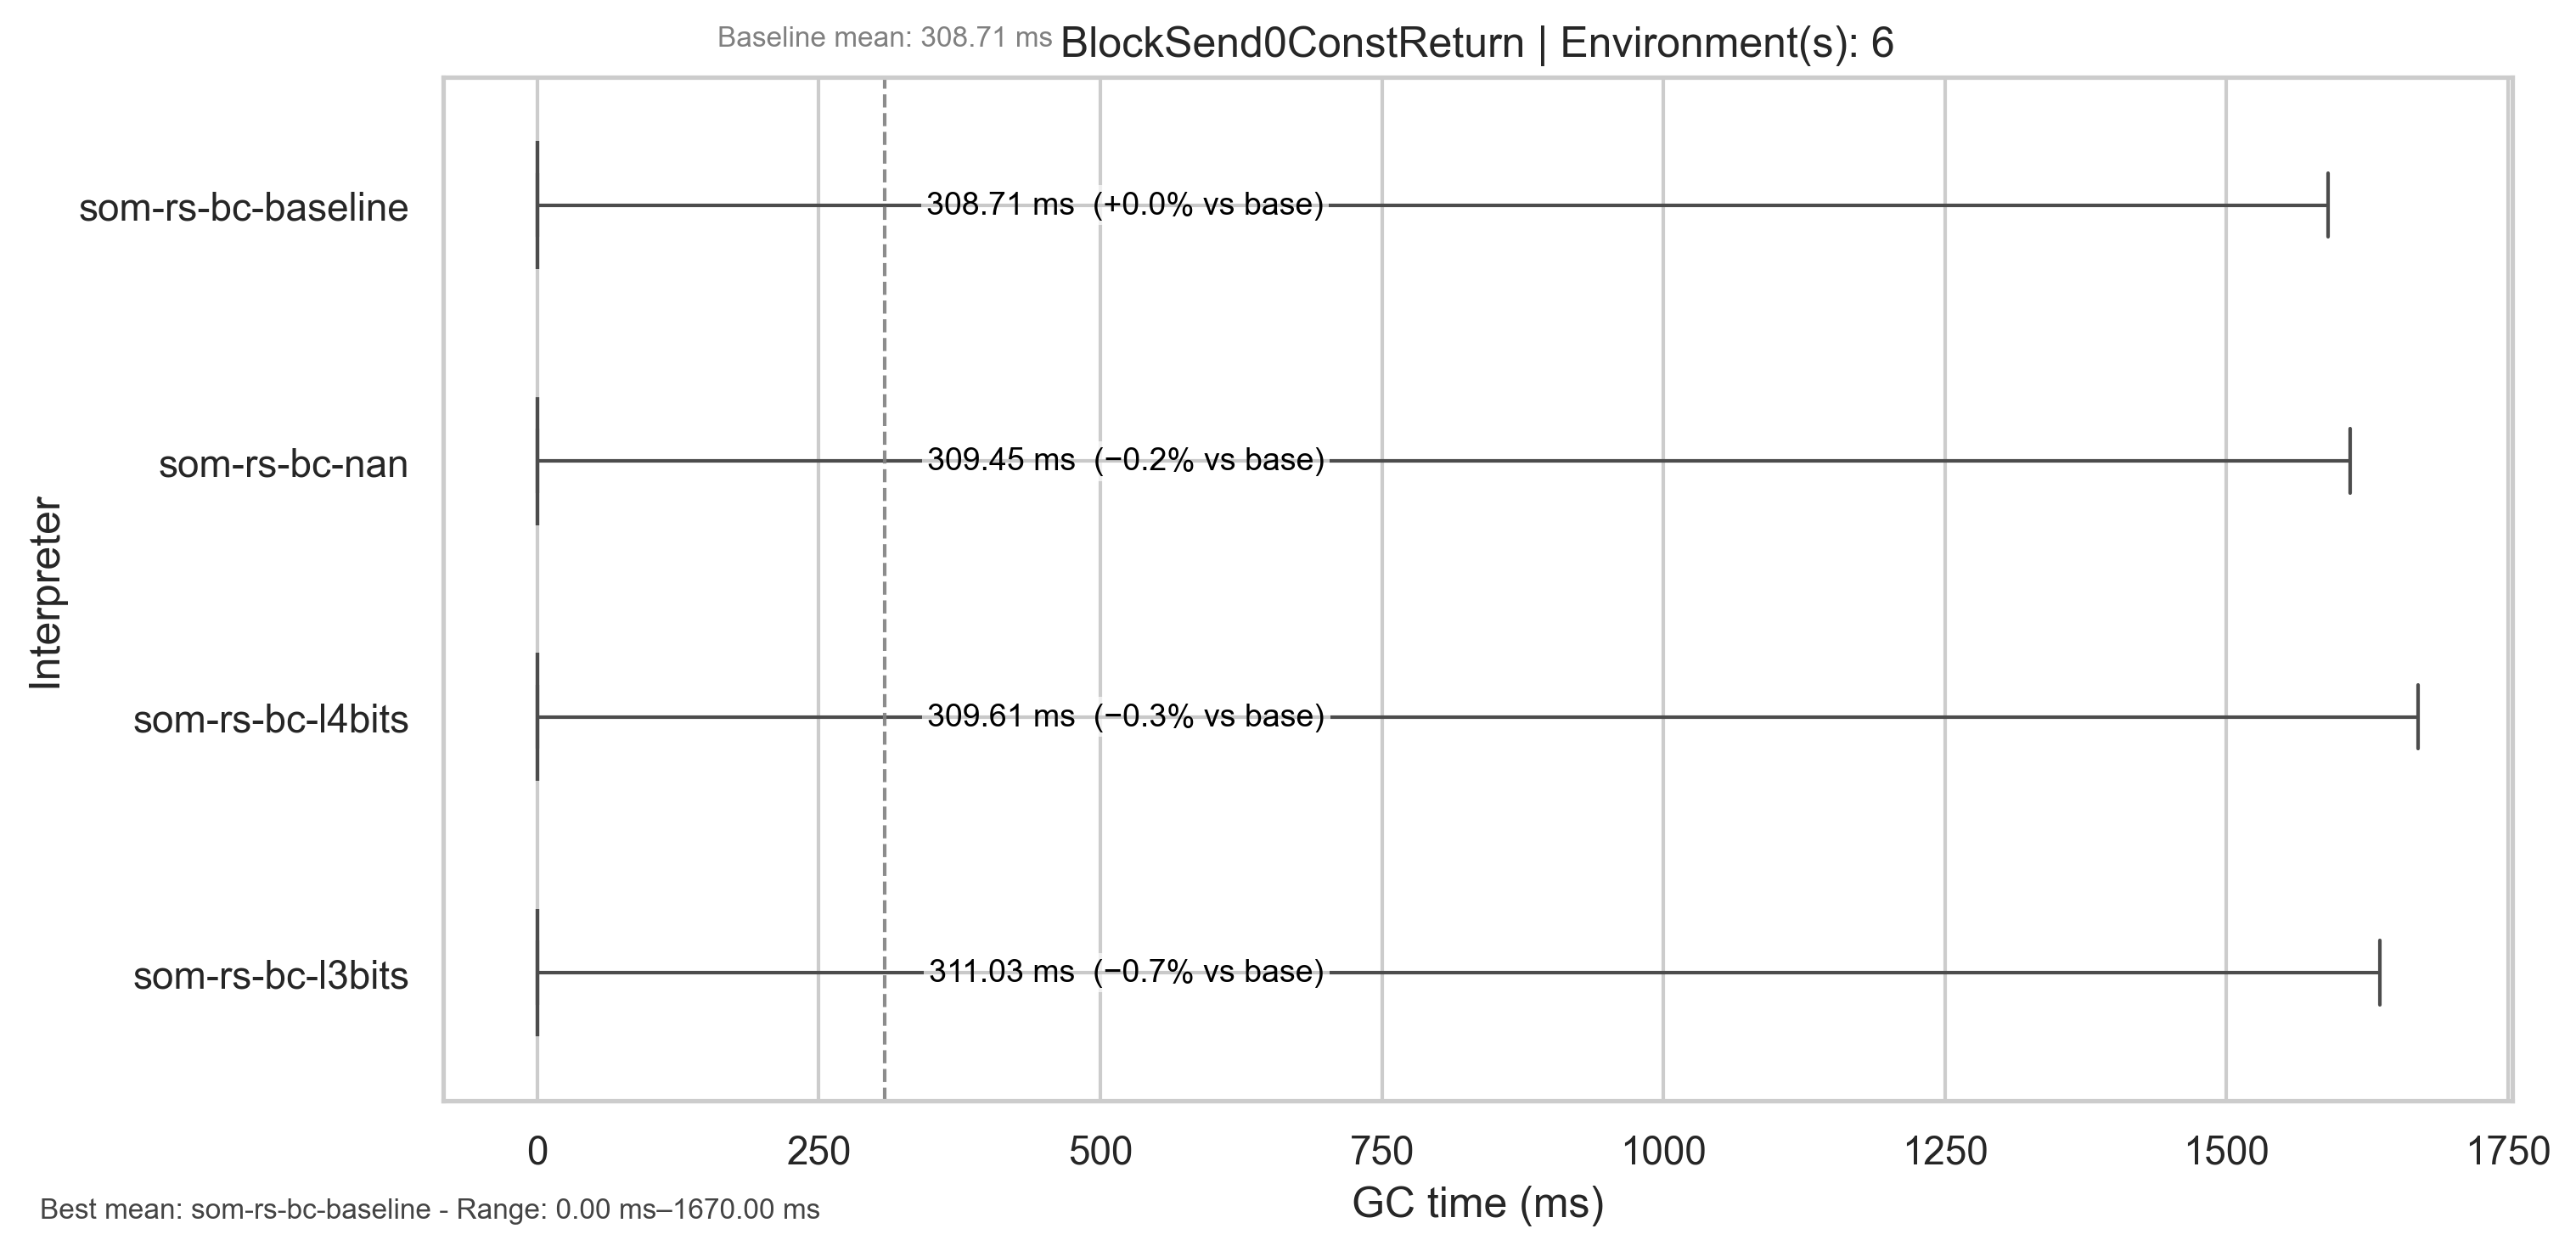 Baseline mean: 308.71 ms
BlockSend0ConstReturn | Environment(s): 6
som-rs-bc-baseline
308.71 ms  (+0.0% vs base)
som-rs-bc-nan
309.45 ms  (−0.2% vs base)
som-rs-bc-l4bits
309.61 ms  (−0.3% vs base)
som-rs-bc-l3bits
311.03 ms  (−0.7% vs base)
Interpreter
0 250 500 750 1000 1250 1500 1750
GC time (ms)
Best mean: som-rs-bc-baseline - Range: 0.00 ms–1670.00 ms